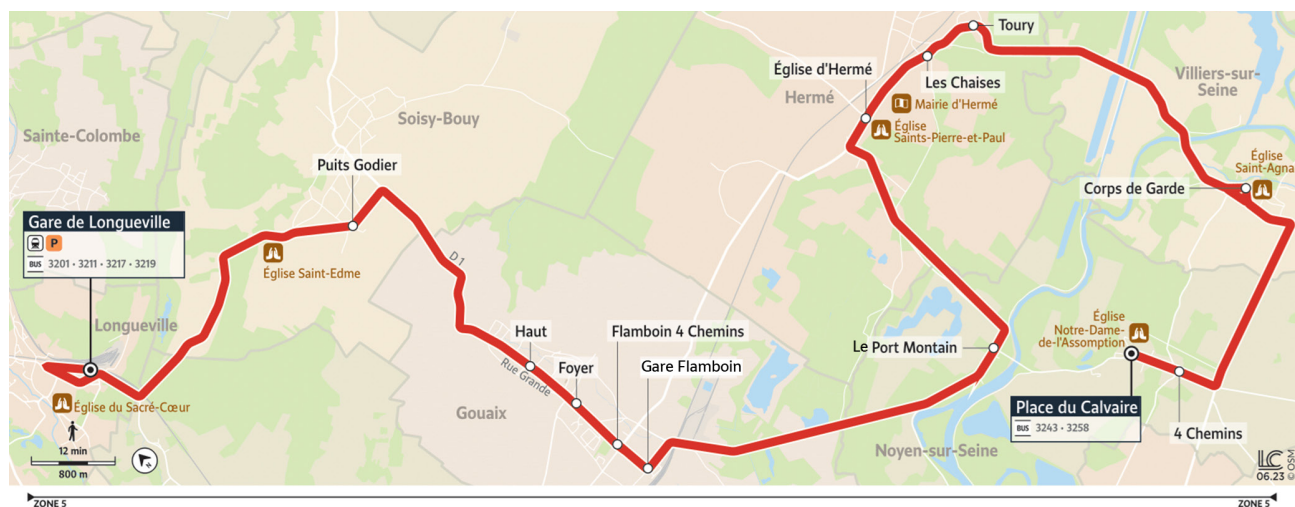 Toury
Église d'Hermé
Les Chaises
Villiers-sur-
Seine
Hermé
Mairie d'Hermé
Soisy-Bouy
Sainte-Colombe
Église
Saints-Pierre-et-Paul
Puits Godier
Église
Saint-Agna
Corps de Garde
Gare de Longueville
P
BUS 3201 • 3211 • 3217 • 3219
D1
Église Saint-Edme
Longueville
Haut
Flamboin 4 Chemins
Église
Notre-Dame-
de-l'Assomption
Le Port Montain
Foyer
Gare Flamboin
Rue Grande
Église du Sacré-Cœur
Gouaix
Place du Calvaire
BUS 3243 • 3258
4 Chemins
Noyen-sur-Seine
12 min
800 m
LC
06.23 © OSM
ZONE 5
ZONE 5